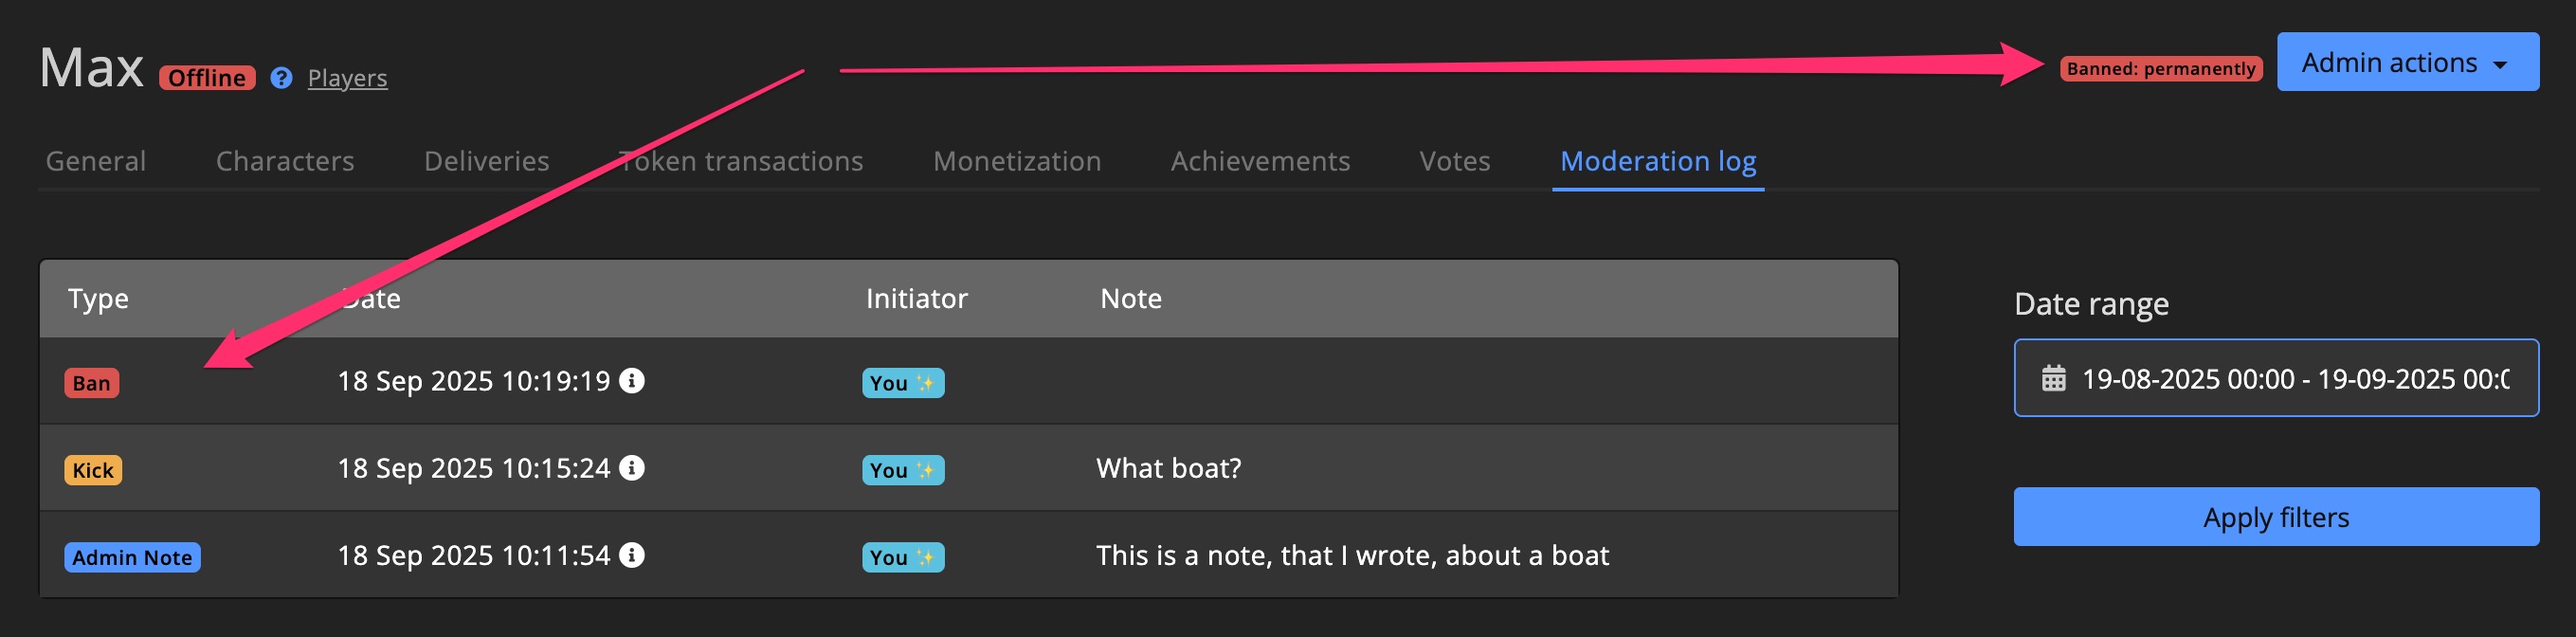 Max Offline ? Players Banned: permanently Admin actions
General Characters Deliveries Token transactions Monetization Achievements Votes Moderation log
Type Date Initiator Note
Date range
Ban 18 Sep 2025 10:19:19 You ✨
19-08-2025 00:00 - 19-09-2025 00:0
Kick 18 Sep 2025 10:15:24 You ✨ What boat?
Apply filters
Admin Note 18 Sep 2025 10:11:54 You ✨ This is a note, that I wrote, about a boat